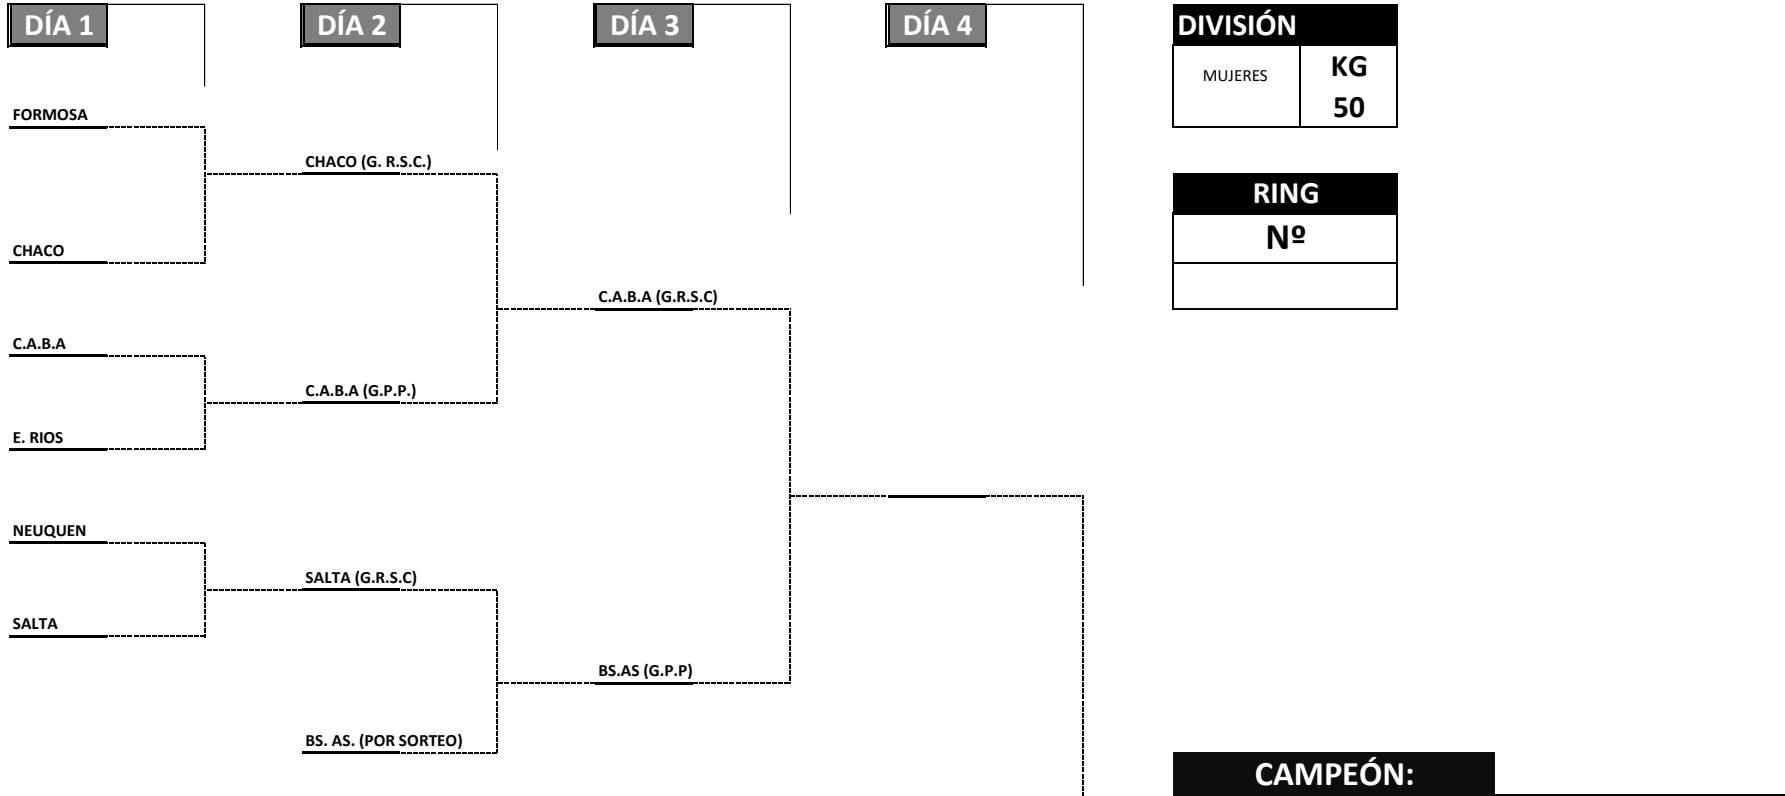 DÍA 1
DÍA 2
DÍA 3
DÍA 4
DIVISIÓN
MUJERES
KG
50
FORMOSA
CHACO (G. R.S.C.)
RING
Nº
CHACO
C.A.B.A (G.R.S.C)
C.A.B.A
C.A.B.A (G.P.P.)
E. RIOS
NEUQUEN
SALTA (G.R.S.C)
SALTA
BS.AS (G.P.P)
BS. AS. (POR SORTEO)
CAMPEÓN: